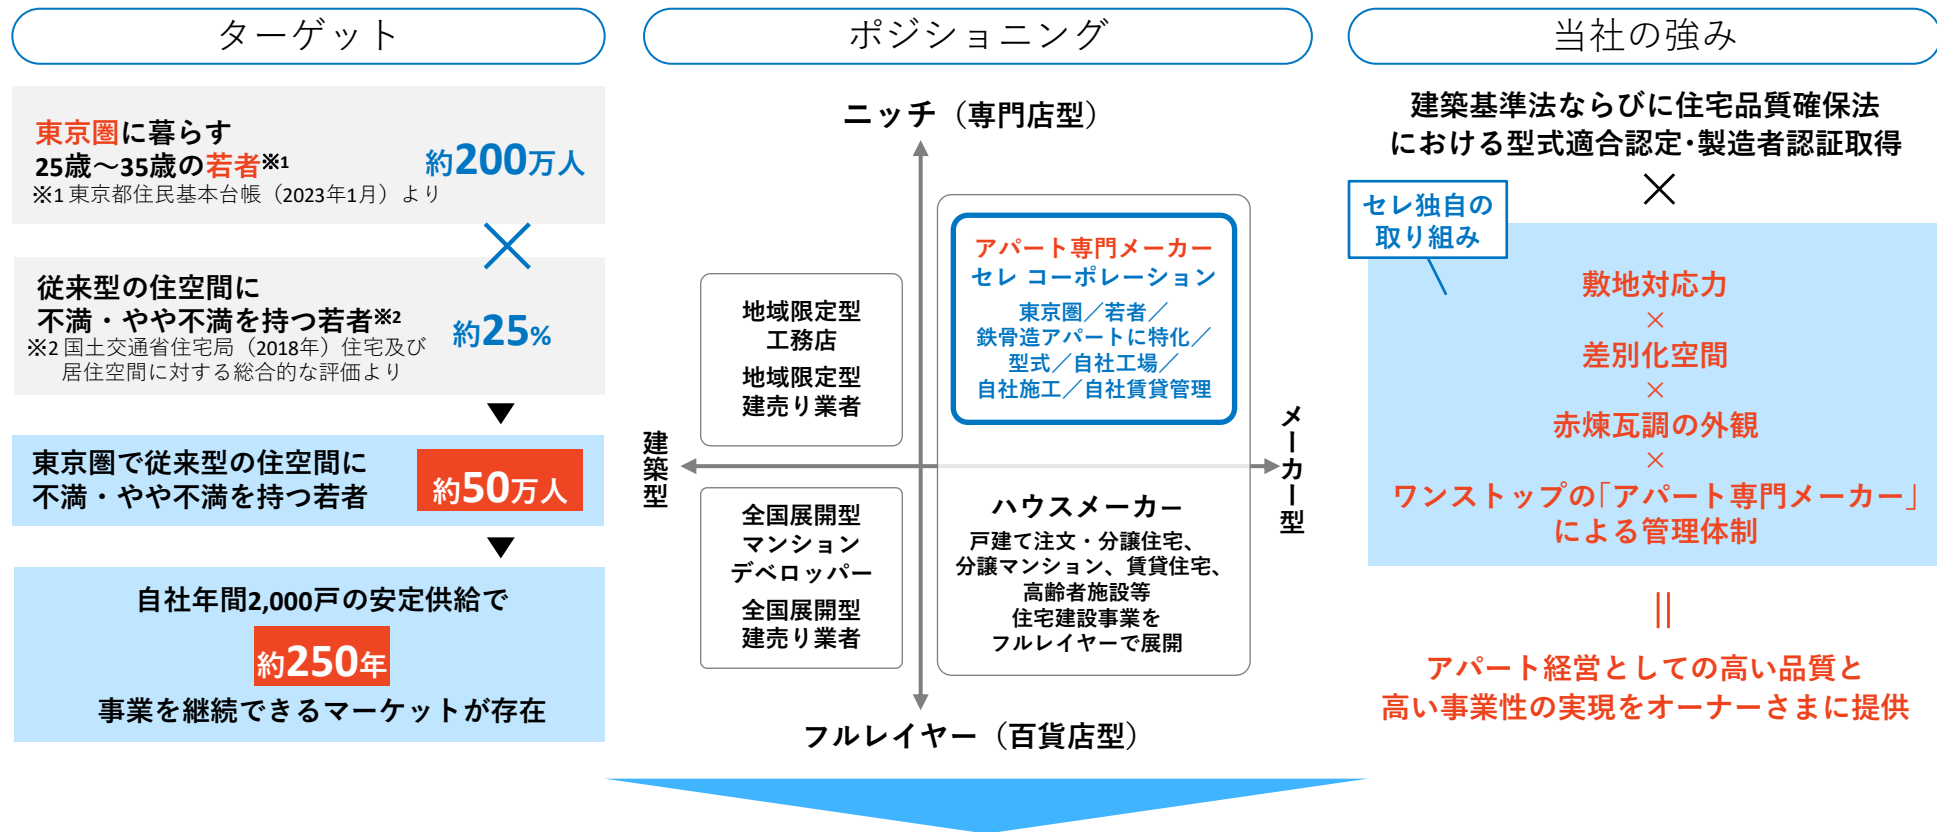 ターゲット
東京圏に暮らす
25歳～35歳の若者※1
約200万人
※1 東京都住民基本台帳（2023年1月）より
×
従来型の住空間に
不満・やや不満を持つ若者※2
約25%
※2 国土交通省住宅局（2018年）住宅及び
居住空間に対する総合的な評価より
▼
東京圏で従来型の住空間に
不満・やや不満を持つ若者
約50万人
▼
自社年間2,000戸の安定供給で
約250年
事業を継続できるマーケットが存在
ポジショニング
ニッチ（専門店型）
アパート専門メーカー
セレ コーポレーション
東京圏／若者／
鉄骨造アパートに特化／
型式／自社工場／
自社施工／自社賃貸管理
地域限定型
工務店
地域限定型
建売り業者
建築型
メーカー型
全国展開型
マンション
デベロッパー
全国展開型
建売り業者
ハウスメーカー
戸建て注文・分譲住宅、
分譲マンション、賃貸住宅、
高齢者施設等
住宅建設事業を
フルレイヤーで展開
フルレイヤー（百貨店型）
当社の強み
建築基準法ならびに住宅品質確保法
における型式適合認定・製造者認証取得
×
セレ独自の
取り組み
敷地対応力
×
差別化空間
×
赤煉瓦調の外観
×
ワンストップの「アパート専門メーカー」
による管理体制
||
アパート経営としての高い品質と
高い事業性の実現をオーナーさまに提供